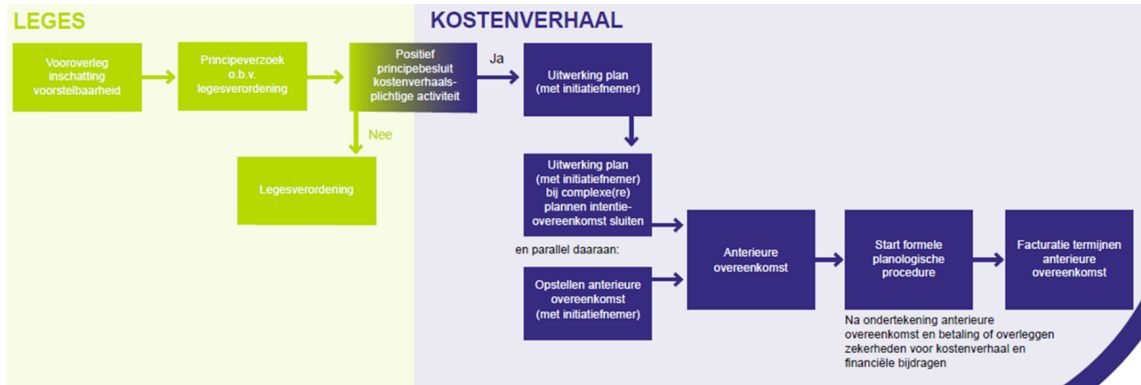 LEGES
KOSTENVERHAAL
Vooroverleg
inschatting
voorstelbaarheid
Principeverzoek
o.b.v.
legesverordening
Positief
principebesluit
kostenverhaals-
plichtige activiteit
Ja
Uitwerking plan
(met initiatiefnemer)
Nee
Legesverordening
Uitwerking plan
(met initiatiefnemer)
bij complexe(re)
plannen intentie-
overeenkomst sluiten
en parallel daaraan:
Opstellen anterieure
overeenkomst
(met initiatiefnemer)
Anterieure
overeenkomst
Start formele
planologische
procedure
Facturatie termijnen
anterieure
overeenkomst
Na ondertekening anterieure
overeenkomst en betaling of overleggen
zekerheden voor kostenverhaal en
financiële bijdragen